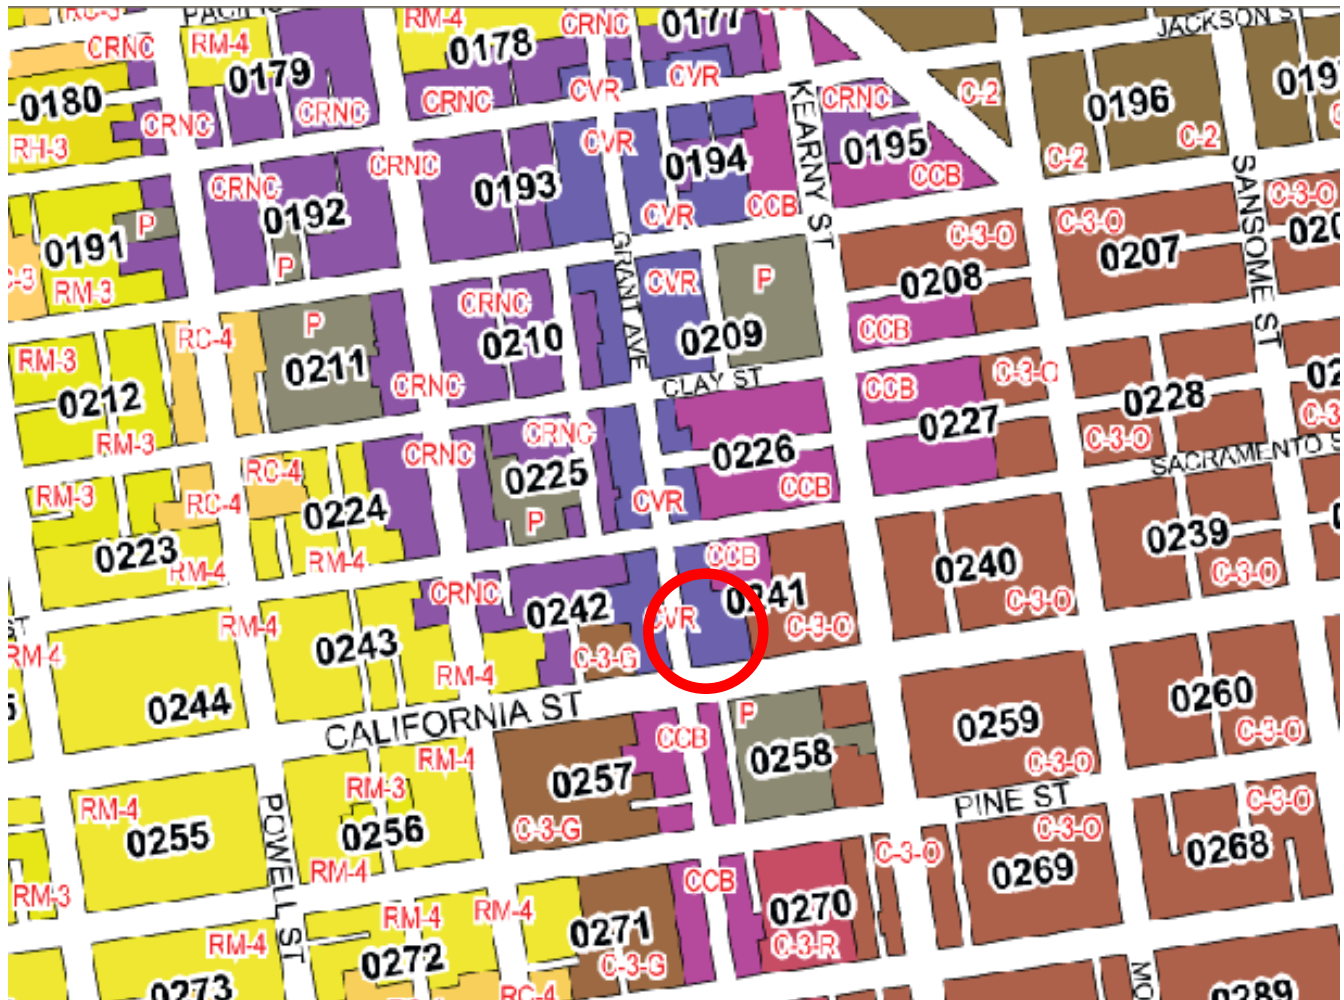 RC-3
PACIFIC
RM-4
CRNC
CCB
0177
JACKSON ST
CRNC
RM-4
0178
0179
CVR
CVR
0180
CRNC
CRNC
CRNC
KEARNY ST
CRNC
C-2
0196
CRNC
CVR
0195
C-2
RH-3
CRNC
0194
C-2
CRNC
0193
CCB
SANSOME ST
0192
CVR
CCB
C-3-O
0191
P
C-3-O
C-3-O
0207
GRANT AVE
P
CVR
P
0208
RM-3
CRNC
P
RC-4
0210
0209
CCB
RM-3
0211
CLAY ST
C-3-O
0212
CRNC
CCB
0228
RM-3
CRNC
0227
C-3-O
CRNC
0226
SACRAMENTO S
RC-4
0225
CCB
RM-3
RC-4
CVR
0224
P
0239
0223
RM-4
RM-4
CCB
0240
C-3-O
CRNC
0241
C-3-O
0242
CVR
C-3-O
RM-4
0243
C-3-G
RM-4
RM-4
0244
0260
CALIFORNIA ST
P
0259
CCB
C-3-O
0258
RM-4
C-3-O
0257
RM-3
PINE ST
C-3-O
RM-4
0255
0256
C-3-G
C-3-O
POWELL ST
C-3-O
0268
RM-4
CCB
0269
RM-3
RM-4
RM-4
0270
RM-4
0271
C-3-R
0272
C-3-G
0273
RC-4
0289